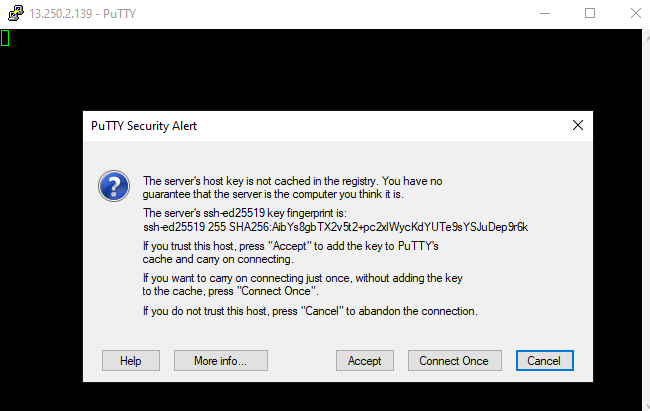 13.250.2.139 - PuTTY
PuTTY Security Alert
The server's host key is not cached in the registry. You have no
guarantee that the server is the computer you think it is.
The server's ssh-ed25519 key fingerprint is:
ssh-ed25519 255 SHA256:AibYs8gbTX2v5t2+pc2xlWycKdYUTe9sYSJuDep9r6k
If you trust this host, press "Accept" to add the key to PuTTY's
cache and carry on connecting.
If you want to carry on connecting just once, without adding the key
to the cache, press "Connect Once".
If you do not trust this host, press "Cancel" to abandon the connection.
Help More info... Accept Connect Once Cancel